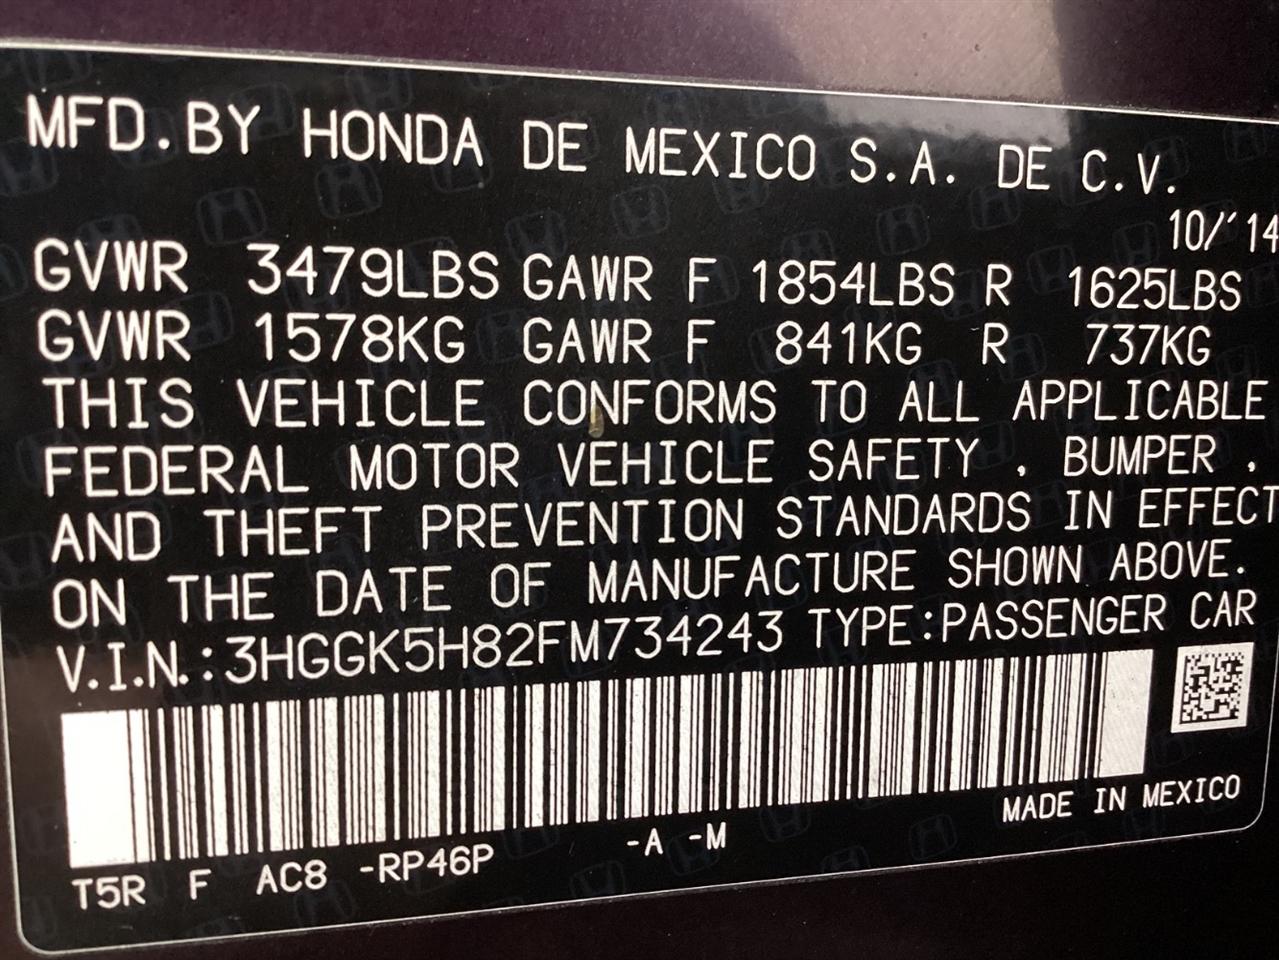 MFD.BY HONDA DE MEXICO S.A. DE C.V.
10/'14
GVWR 3479LBS GAWR F 1854LBS R 1625LBS
GVWR 1578KG GAWR F 841KG R 737KG
THIS VEHICLE CONFORMS TO ALL APPLICABLE
FEDERAL MOTOR VEHICLE SAFETY , BUMPER ,
AND THEFT PREVENTION STANDARDS IN EFFECT
ON THE DATE OF MANUFACTURE SHOWN ABOVE.
V.I.N.:3HGGK5H82FM734243 TYPE:PASSENGER CAR
MADE IN MEXICO
T5R F AC8 -RP46P -A -M